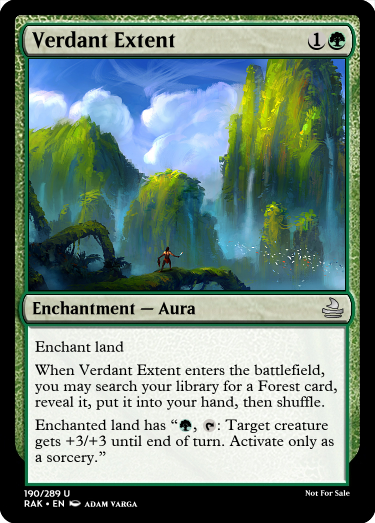 Verdant Extent 1
Enchantment — Aura
Enchant land
When Verdant Extent enters the battlefield,
you may search your library for a Forest card,
reveal it, put it into your hand, then shuffle.
Enchanted land has “, : Target creature
gets +3/+3 until end of turn. Activate only as
a sorcery.”
190/289 U
Not For Sale
RAK • EN ADAM VARGA